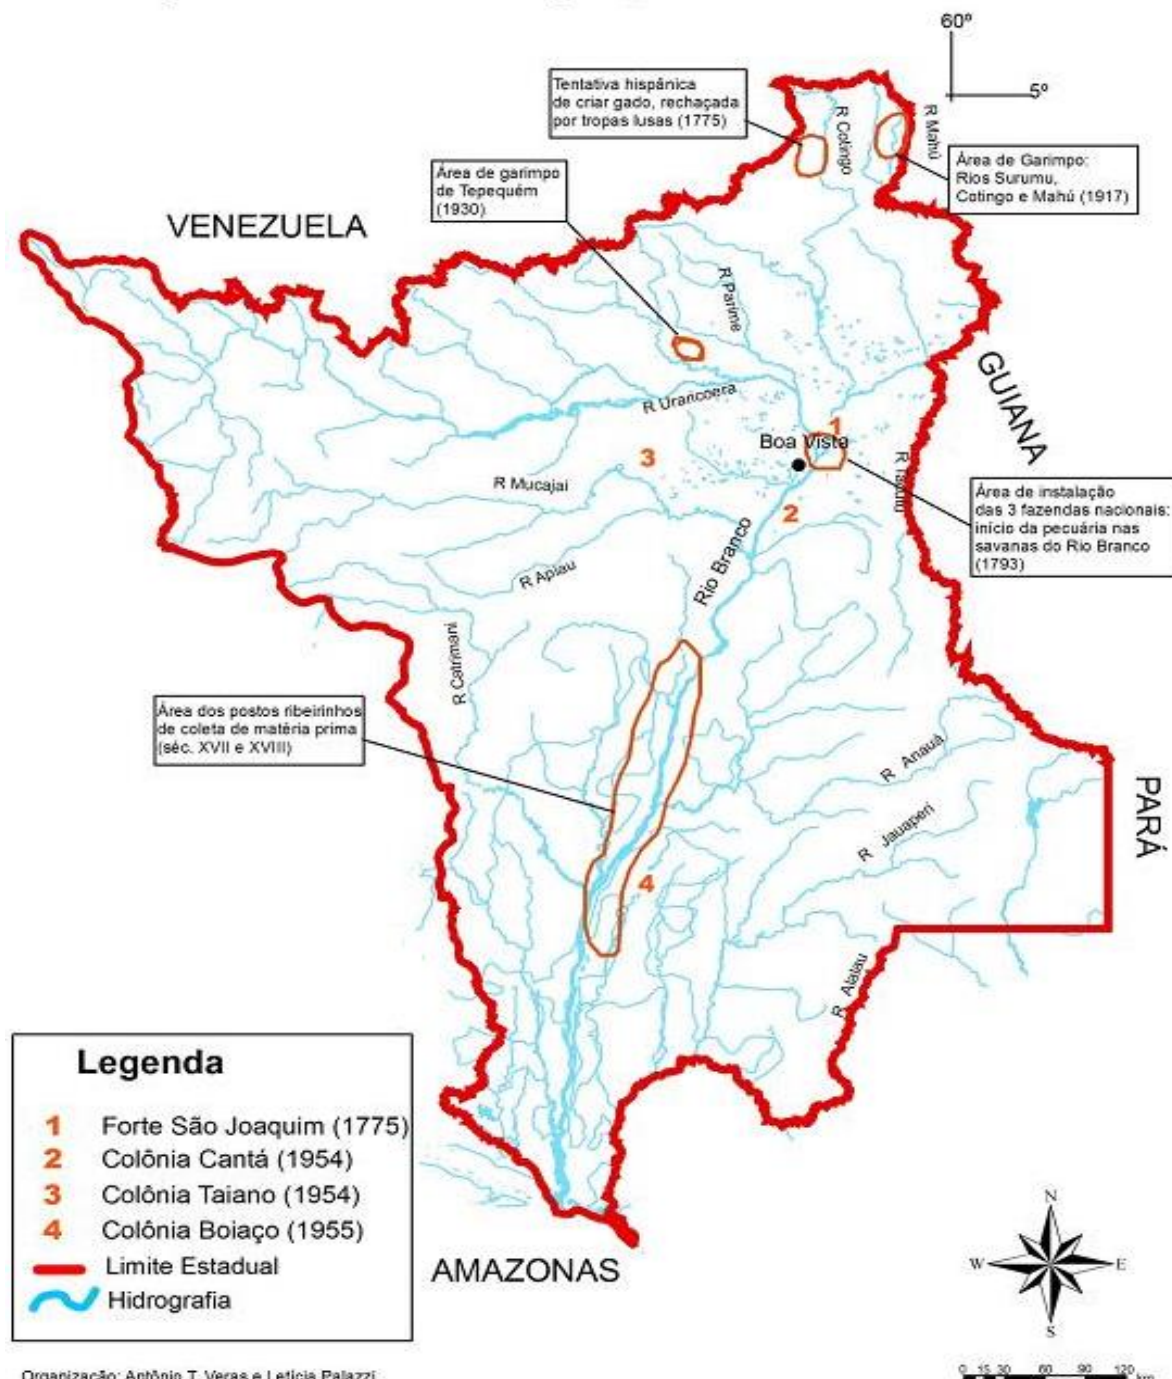 60º
5º
Tentativa hispânica
de criar gado, rechaçada
por tropas lusas (1775)
R Cotingo
R Mahú
Área de Garimpo:
Rios Surumu,
Cotingo e Mahú (1917)
Área de garimpo
de Tepequém
(1930)
VENEZUELA
R Parime
GUIANA
R Uraricoera
1
Boa Vista
3
R Mucajaí
2
Área de instalação
das 3 fazendas nacionais:
início da pecuária nas
savanas do Rio Branco
(1793)
Rio Branco
R Apiau
R Catrimani
Área dos postos ribeirinhos
de coleta de matéria prima
(séc. XVII e XVIII)
R Anauá
PARÁ
R Jauaperi
4
R Alalau
Legenda
1 Forte São Joaquim (1775)
2 Colônia Cantá (1954)
3 Colônia Taiano (1954)
4 Colônia Boiaço (1955)
Limite Estadual
Hidrografia
AMAZONAS
N
W E
S
Organização: Antônio T. Veras e Letícia Palazzi
0 15 30 60 90 120
km